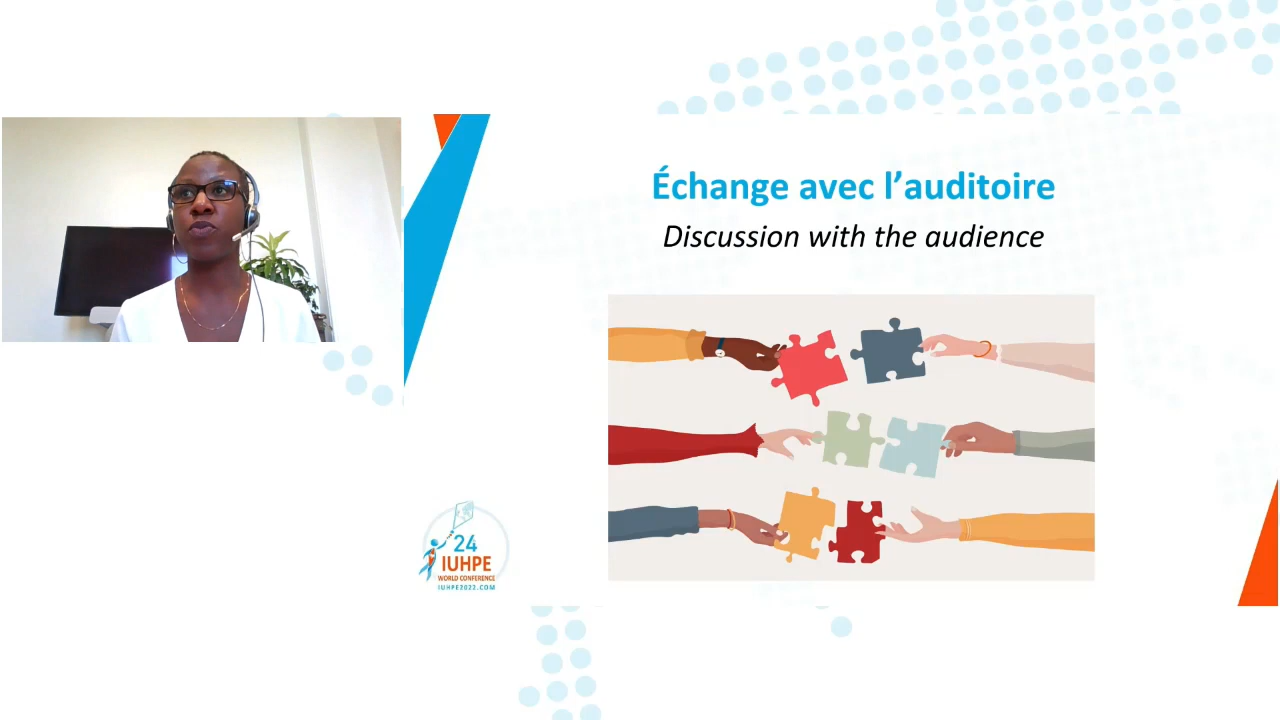 Échange avec l’auditoire
Discussion with the audience
24
IUHPE
WORLD CONFERENCE
IUHPE2022.COM